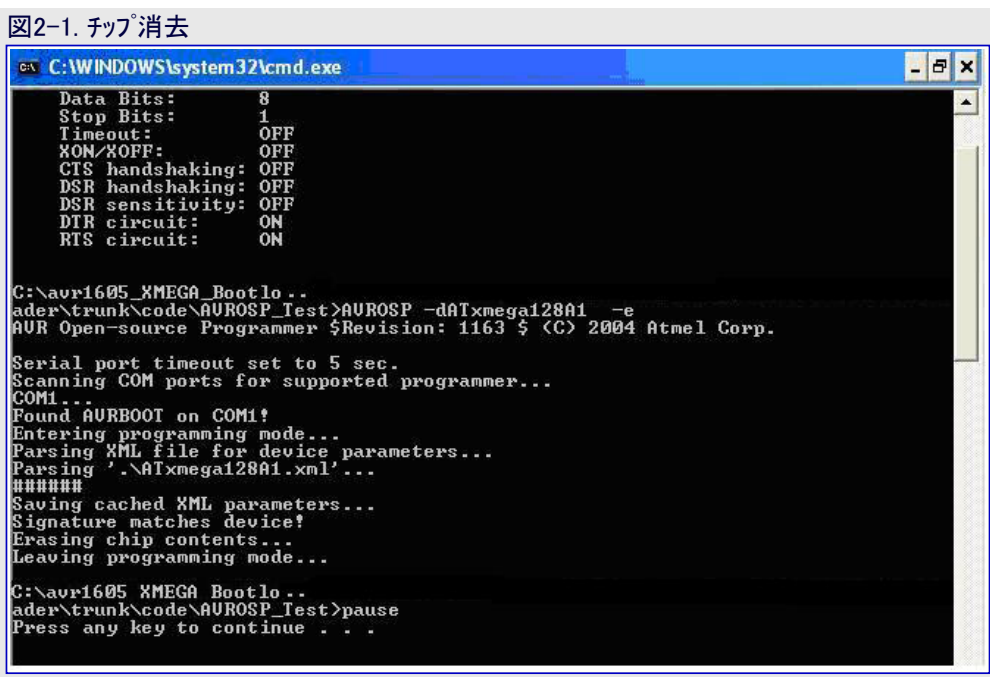 図2-1. チップ消去
C:\WINDOWS\system32\cmd.exe
Data Bits: 8
Stop Bits: 1
Timeout: OFF
XON/XOFF: OFF
CTS handshaking: OFF
DSR handshaking: OFF
DSR sensitivity: OFF
DTR circuit: ON
RTS circuit: ON
C:\avr1605_XMEGA_Bootlo..
ader\trunk\code\AVROSP_Test>AVROSP -dATxmega128A1  -e
AVR Open-source Programmer $Revision: 1163 $ (C) 2004 Atmel Corp.
Serial port timeout set to 5 sec.
Scanning COM ports for supported programmer...
COM1...
Found AVRBOOT on COM1!
Entering programming mode...
Parsing XML file for device parameters...
Parsing '.\ATxmega128A1.xml'...
######
Saving cached XML parameters...
Signature matches device!
Erasing chip contents...
Leaving programming mode...
C:\avr1605 XMEGA Bootlo..
ader\trunk\code\AVROSP_Test>pause
Press any key to continue . . .